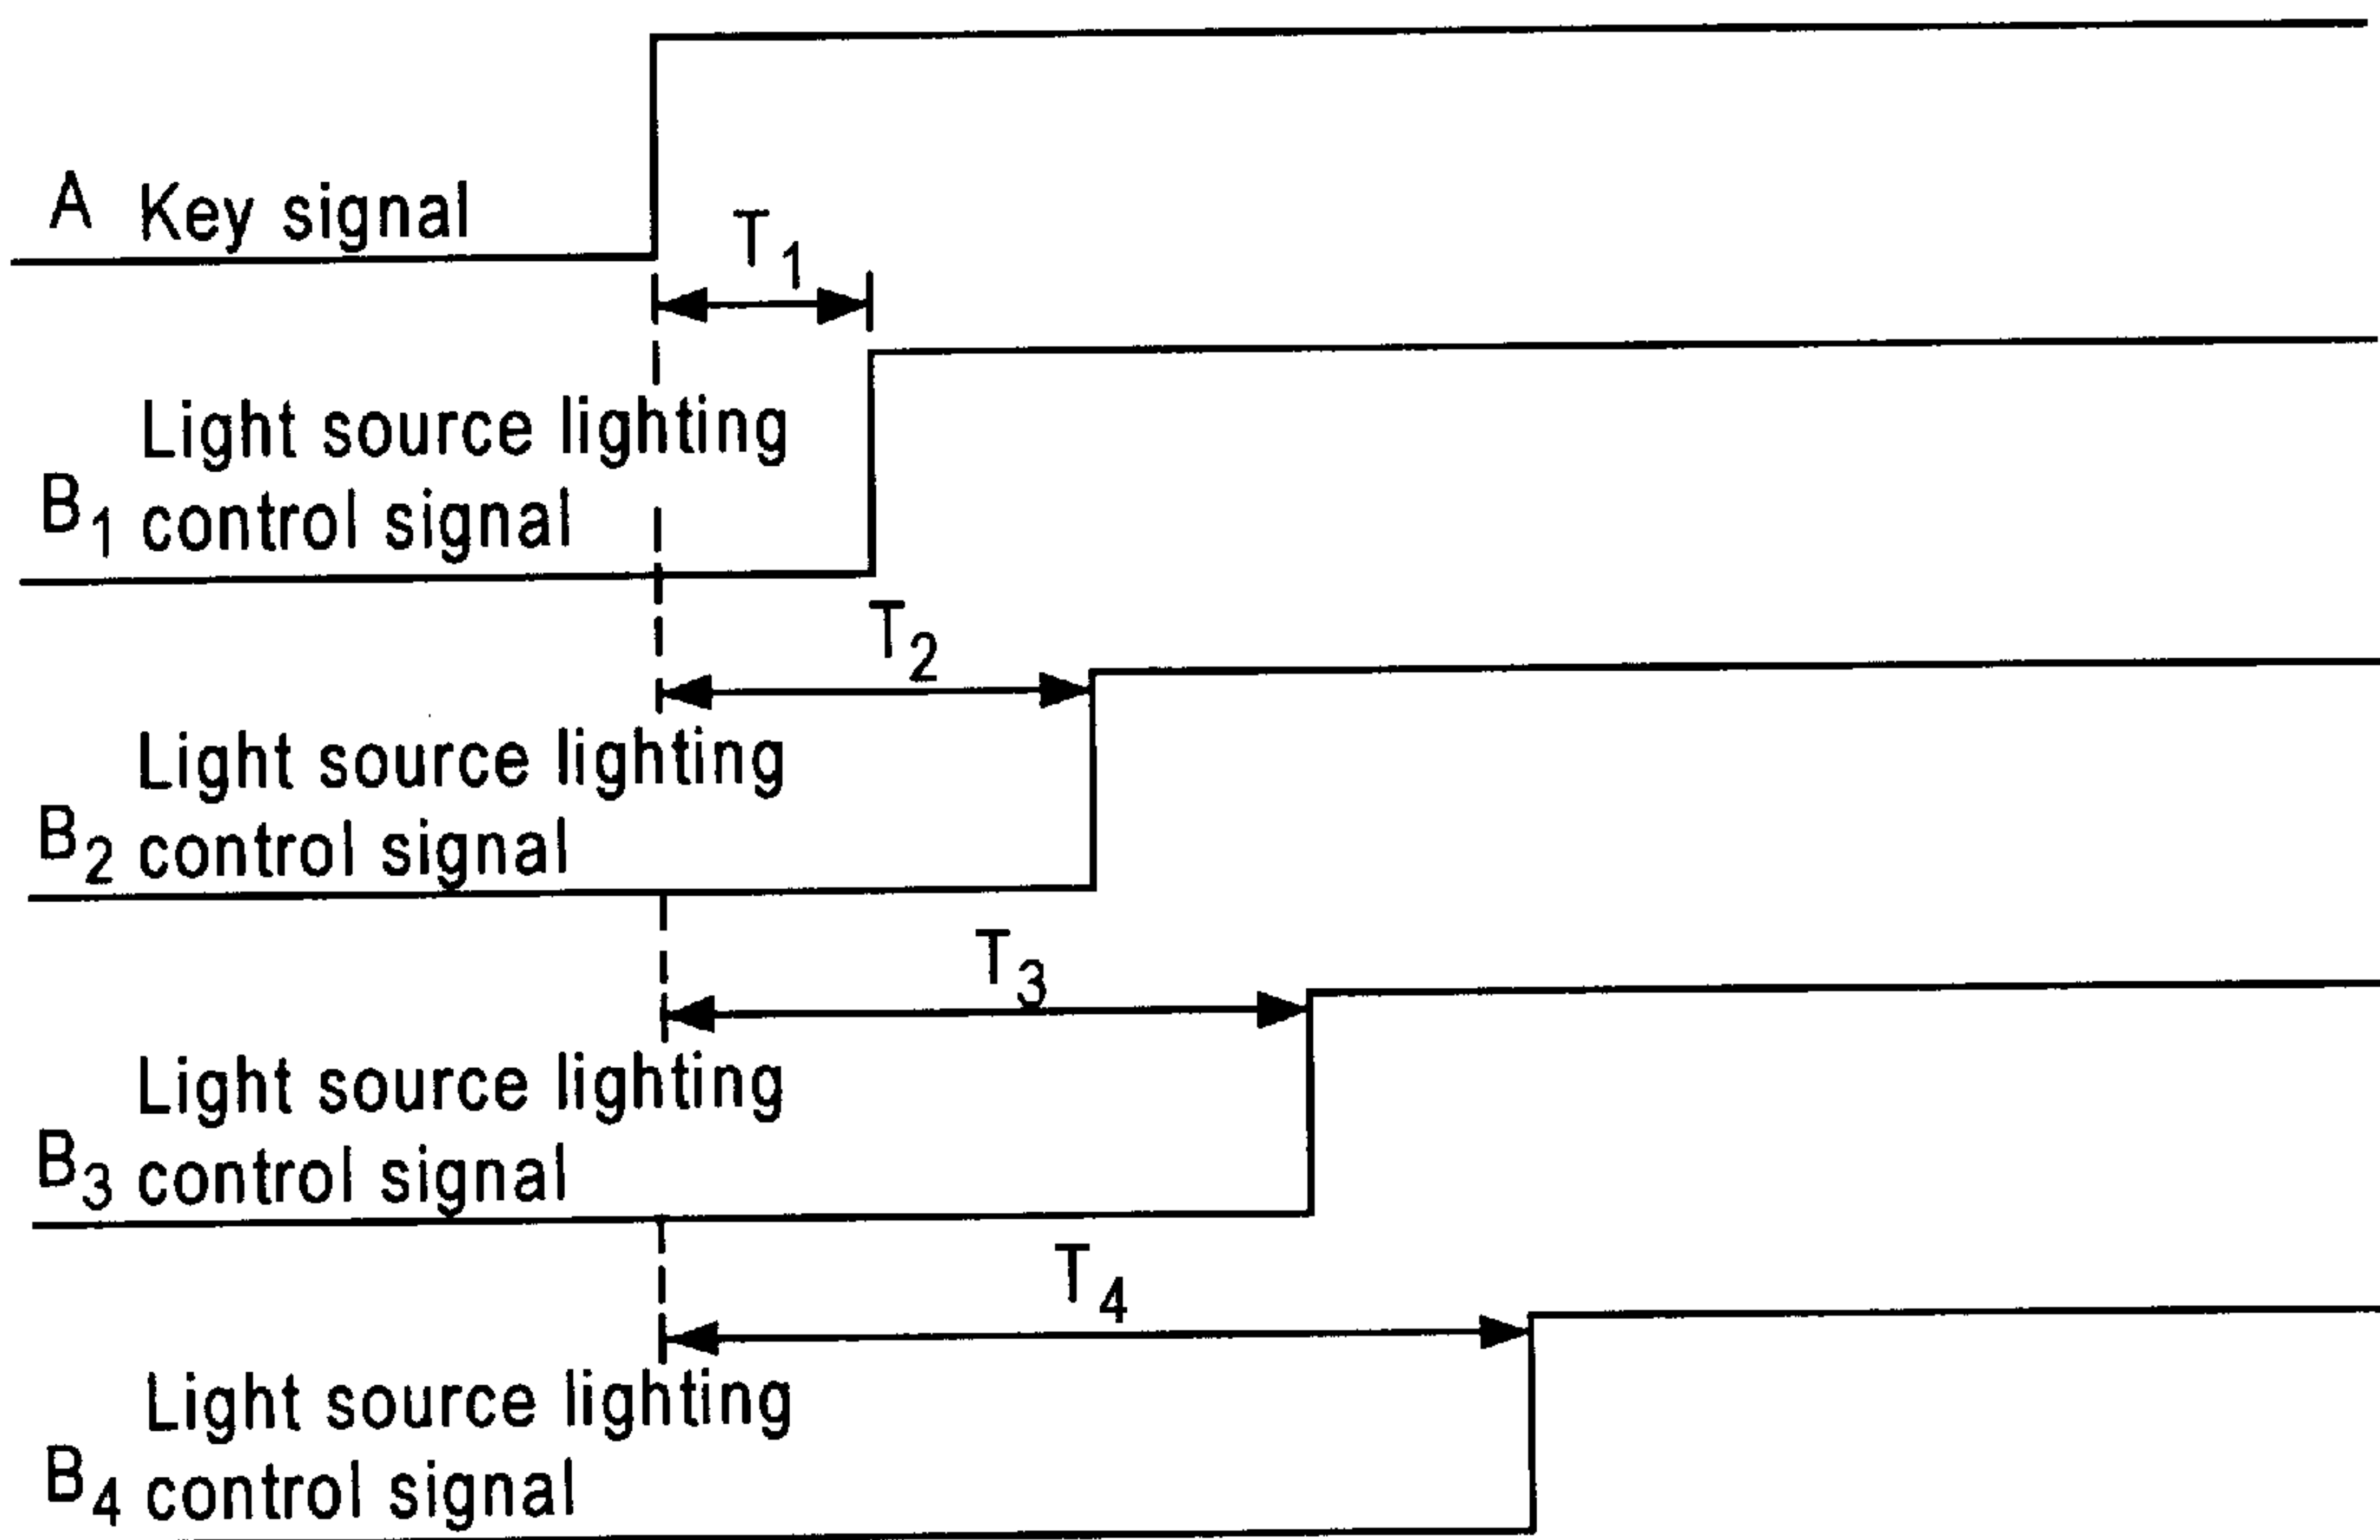 A Key signal
T1
Light source lighting
B1 control signal
T2
Light source lighting
B2 control signal
T3
Light source lighting
B3 control signal
T4
Light source lighting
B4 control signal